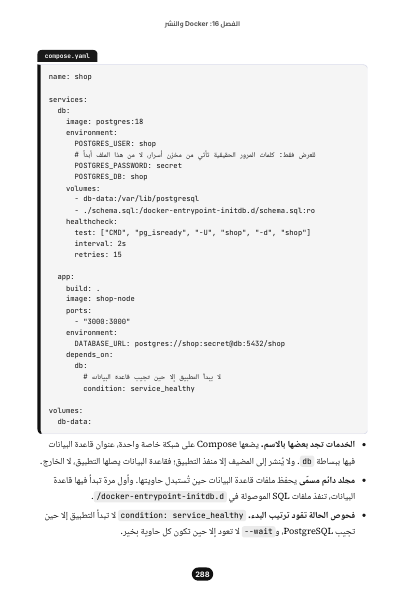 الفصل 16: Docker والنشر
compose.yaml
name: shop
services:
  db:
    image: postgres:18
    environment:
      POSTGRES_USER: shop
      # للعرض فقط: كلمات المرور الحقيقية تأتي من مخزن أسرار، لا من هذا الملف أبداً
      POSTGRES_PASSWORD: secret
      POSTGRES_DB: shop
    volumes:
      - db-data:/var/lib/postgresql
      - ./schema.sql:/docker-entrypoint-initdb.d/schema.sql:ro
    healthcheck:
      test: ["CMD", "pg_isready", "-U", "shop", "-d", "shop"]
      interval: 2s
      retries: 15
  app:
    build: .
    image: shop-node
    ports:
      - "3000:3000"
    environment:
      DATABASE_URL: postgres://shop:secret@db:5432/shop
    depends_on:
      db:
        # لا يبدأ التطبيق إلا حين تجيب قاعدة البيانات
        condition: service_healthy
volumes:
  db-data:
• الخدمات تجد بعضها بالاسم. يضعها Compose على شبكة خاصة واحدة، عنوان قاعدة البيانات
فيها ببساطة db. ولا يُنشر إلى المضيف إلا منفذ التطبيق؛ فقاعدة البيانات يصلها التطبيق، لا الخارج.
• مجلد دائم مسمّى يحفظ ملفات قاعدة البيانات حين تُستبدل حاويتها. وأول مرة تبدأ فيها قاعدة
البيانات، تنفذ ملفات SQL الموصولة في /docker-entrypoint-initdb.d.
• فحوص الحالة تقود ترتيب البدء. condition: service_healthy لا تبدأ التطبيق إلا حين
تجيب PostgreSQL، و --wait لا تعود إلا حين تكون كل حاوية بخير.
288